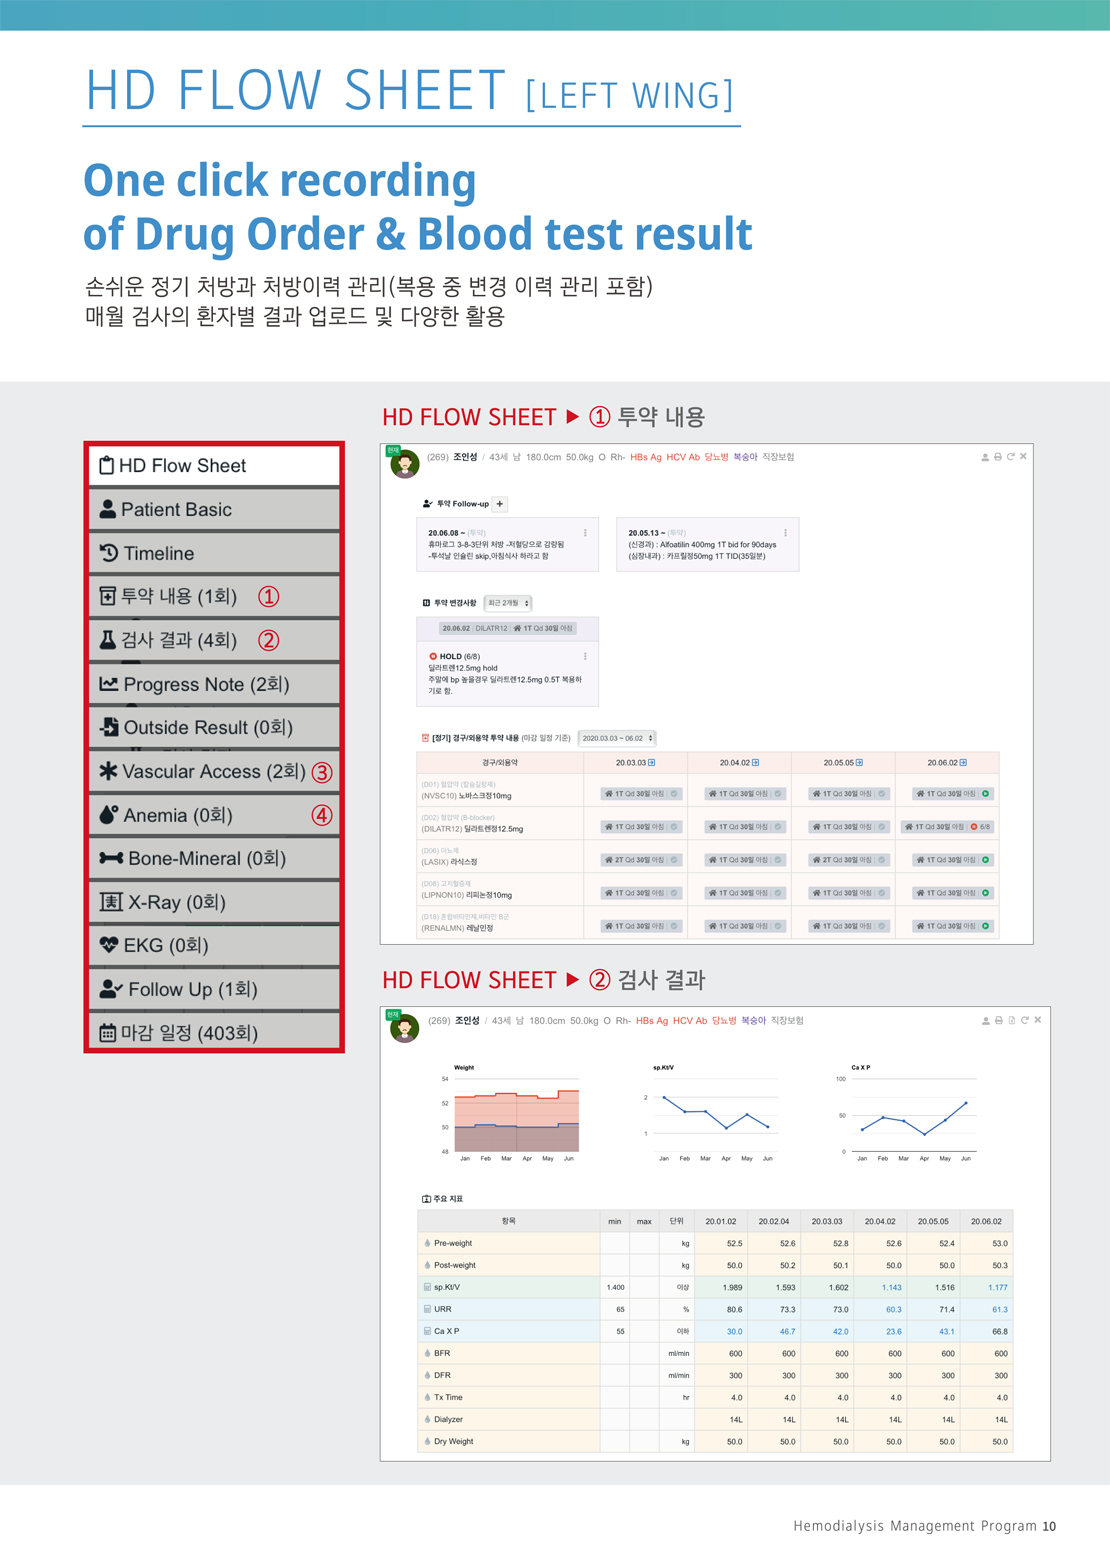 HD FLOW SHEET [LEFT WING]
One click recording
of Drug Order & Blood test result
손쉬운 정기 처방과 처방이력 관리(복용 중 변경 이력 관리 포함)
매월 검사의 환자별 결과 업로드 및 다양한 활용
HD Flow Sheet
Patient Basic
Timeline
투약 내용 (1회) ①
검사 결과 (4회) ②
Progress Note (2회)
Outside Result (0회)
Vascular Access (2회) ③
Anemia (0회) ④
Bone-Mineral (0회)
X-Ray (0회)
EKG (0회)
Follow Up (1회)
마감 일정 (403회)
HD FLOW SHEET ▶ ① 투약 내용
현재
(269) 조인성 / 43세 남 180.0cm 50.0kg O Rh- HBs Ag HCV Ab 당뇨병 복숭아 직장보험
투약 Follow-up +
20.06.08 ~ (투약)
휴마로그 3-8-3단위 처방 -저혈당으로 감량됨
-투석날 인슐린 skip,아침식사 하라고 함
20.05.13 ~ (투약)
(신경과) : Alfoatilin 400mg 1T bid for 90days
(심장내과) : 카프릴정50mg 1T TID(35일분)
투약 변경사항 최근 2개월
20.06.02 | DILATR12 | 1T Qd 30일 아침
HOLD (6/8)
딜라트렌12.5mg hold
주말에 bp 높을경우 딜라트렌12.5mg 0.5T 복용하
기로 함.
[정기] 경구/외용약 투약 내용 (마감 일정 기준) 2020.03.03 ~ 06.02
경구/외용약 20.03.03 20.04.02 20.05.05 20.06.02
(D01) 혈압약 (칼슘길항제)
(NVSC10) 노바스크정10mg 1T Qd 30일 아침 1T Qd 30일 아침 1T Qd 30일 아침 1T Qd 30일 아침
(D02) 혈압약 (B-blocker)
(DILATR12) 딜라트렌정12.5mg 1T Qd 30일 아침 1T Qd 30일 아침 1T Qd 30일 아침 1T Qd 30일 아침 6/8
(D06) 이뇨제
(LASIX) 라식스정 2T Qd 30일 아침 1T Qd 30일 아침 2T Qd 30일 아침 1T Qd 30일 아침
(D08) 고지혈증제
(LIPNON10) 리피논정10mg 1T Qd 30일 아침 1T Qd 30일 아침 1T Qd 30일 아침 1T Qd 30일 아침
(D18) 혼합비타민제,비타민 B군
(RENALMN) 레날민정 1T Qd 30일 아침 1T Qd 30일 아침 1T Qd 30일 아침 1T Qd 30일 아침
HD FLOW SHEET ▶ ② 검사 결과
현재
(269) 조인성 / 43세 남 180.0cm 50.0kg O Rh- HBs Ag HCV Ab 당뇨병 복숭아 직장보험
Weight
54
52
50
48
Jan Feb Mar Apr May Jun
sp.Kt/V
2
1
Jan Feb Mar Apr May Jun
Ca X P
100
50
0
Jan Feb Mar Apr May Jun
주요 지표
항목 min max 단위 20.01.02 20.02.04 20.03.03 20.04.02 20.05.05 20.06.02
Pre-weight kg 52.5 52.6 52.8 52.6 52.4 53.0
Post-weight kg 50.0 50.2 50.1 50.0 50.0 50.3
sp.Kt/V 1.400 이상 1.989 1.593 1.602 1.143 1.516 1.177
URR 65 % 80.6 73.3 73.0 60.3 71.4 61.3
Ca X P 55 이하 30.0 46.7 42.0 23.6 43.1 66.8
BFR ml/min 600 600 600 600 600 600
DFR ml/min 300 300 300 300 300 300
Tx Time hr 4.0 4.0 4.0 4.0 4.0 4.0
Dialyzer 14L 14L 14L 14L 14L 14L
Dry Weight kg 50.0 50.0 50.0 50.0 50.0 50.0
Hemodialysis Management Program 10